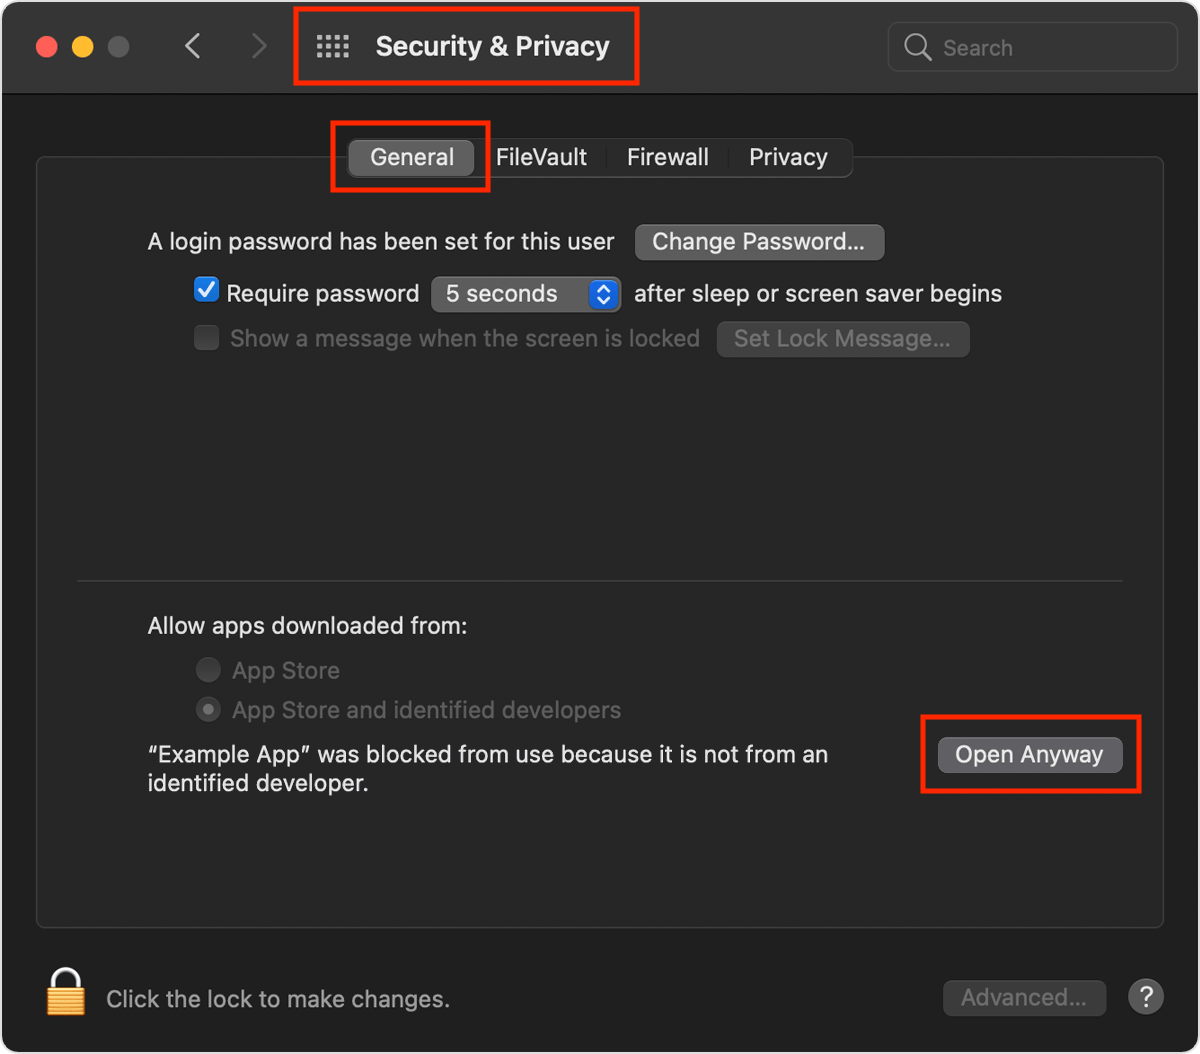 Security & Privacy
Search
General FileVault Firewall Privacy
A login password has been set for this user Change Password...
Require password 5 seconds after sleep or screen saver begins
Show a message when the screen is locked Set Lock Message...
Allow apps downloaded from:
App Store
App Store and identified developers
“Example App” was blocked from use because it is not from an
identified developer.
Open Anyway
Click the lock to make changes.
Advanced...
?